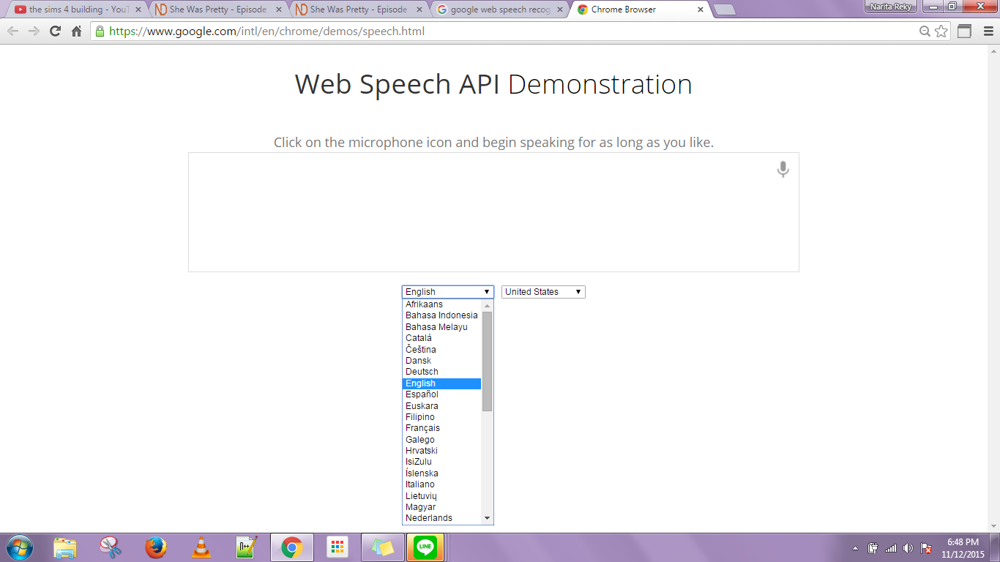 the sims 4 building - YouT
She Was Pretty - Episode
She Was Pretty - Episode
google web speech recog
Chrome Browser
Narita Reky
https://www.google.com/intl/en/chrome/demos/speech.html
Web Speech API Demonstration
Click on the microphone icon and begin speaking for as long as you like.
English
United States
Afrikaans
Bahasa Indonesia
Bahasa Melayu
Català
Čeština
Dansk
Deutsch
English
Español
Euskara
Filipino
Français
Galego
Hrvatski
IsiZulu
Íslenska
Italiano
Lietuvių
Magyar
Nederlands
LINE
6:48 PM
11/12/2015